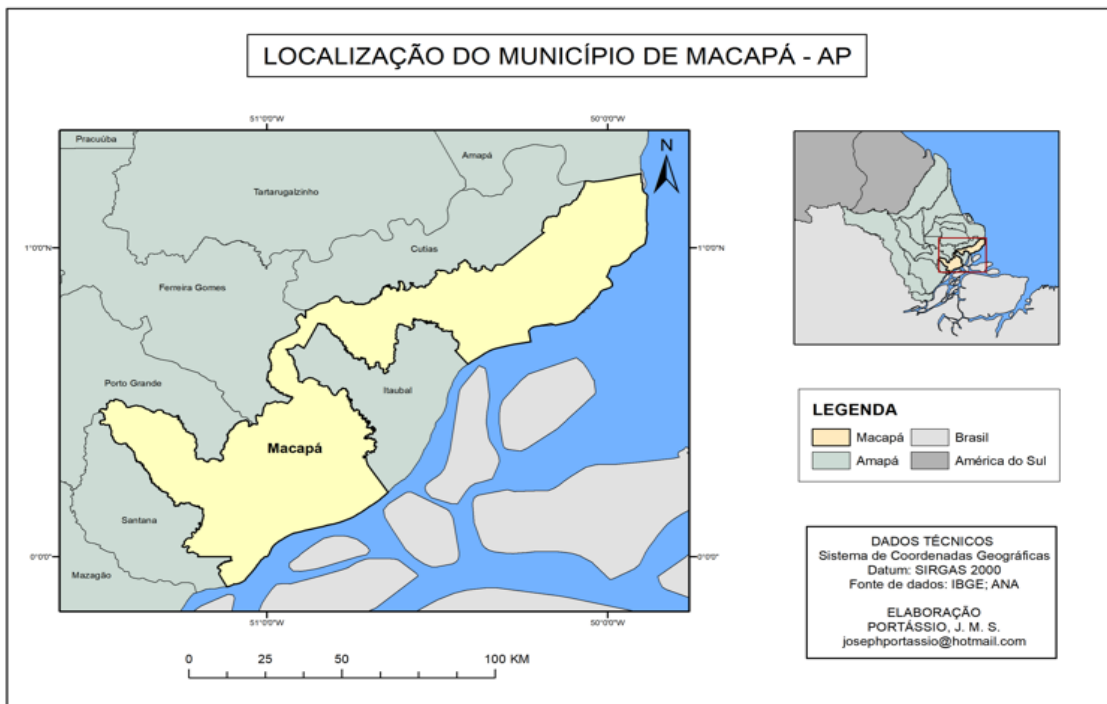 LOCALIZAÇÃO DO MUNICÍPIO DE MACAPÁ - AP
51°0'0"W
50°0'0"W
Pracuúba
Amapá
N
Tartarugalzinho
1°0'0"N
Cutias
1°0'0"N
Ferreira Gomes
Porto Grande
Itaubal
Macapá
Santana
0°0'0"
0°0'0"
Mazagão
51°0'0"W
50°0'0"W
0 25 50 100 KM
LEGENDA
Macapá Brasil
Amapá América do Sul
DADOS TÉCNICOS
Sistema de Coordenadas Geográficas
Datum: SIRGAS 2000
Fonte de dados: IBGE; ANA
ELABORAÇÃO
PORTÁSSIO, J. M. S.
josephportassio@hotmail.com